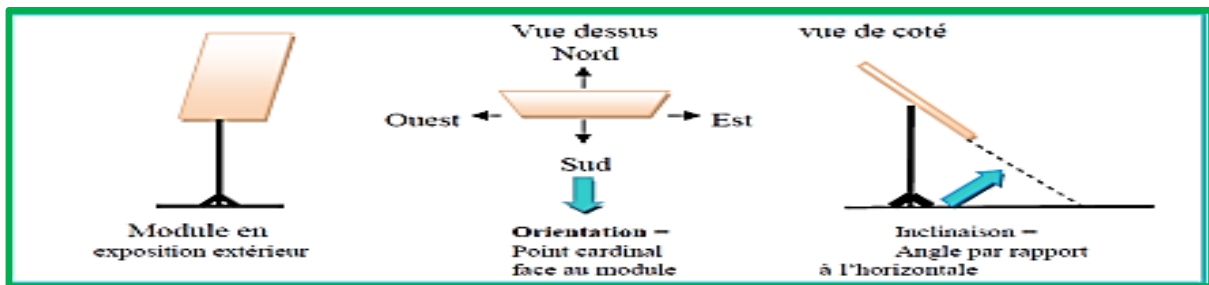 Vue dessus
Nord
vue de coté
Ouest
Est
Sud
Module en
exposition extérieur
Orientation =
Point cardinal
face au module
Inclinaison =
Angle par rapport
à l'horizontale